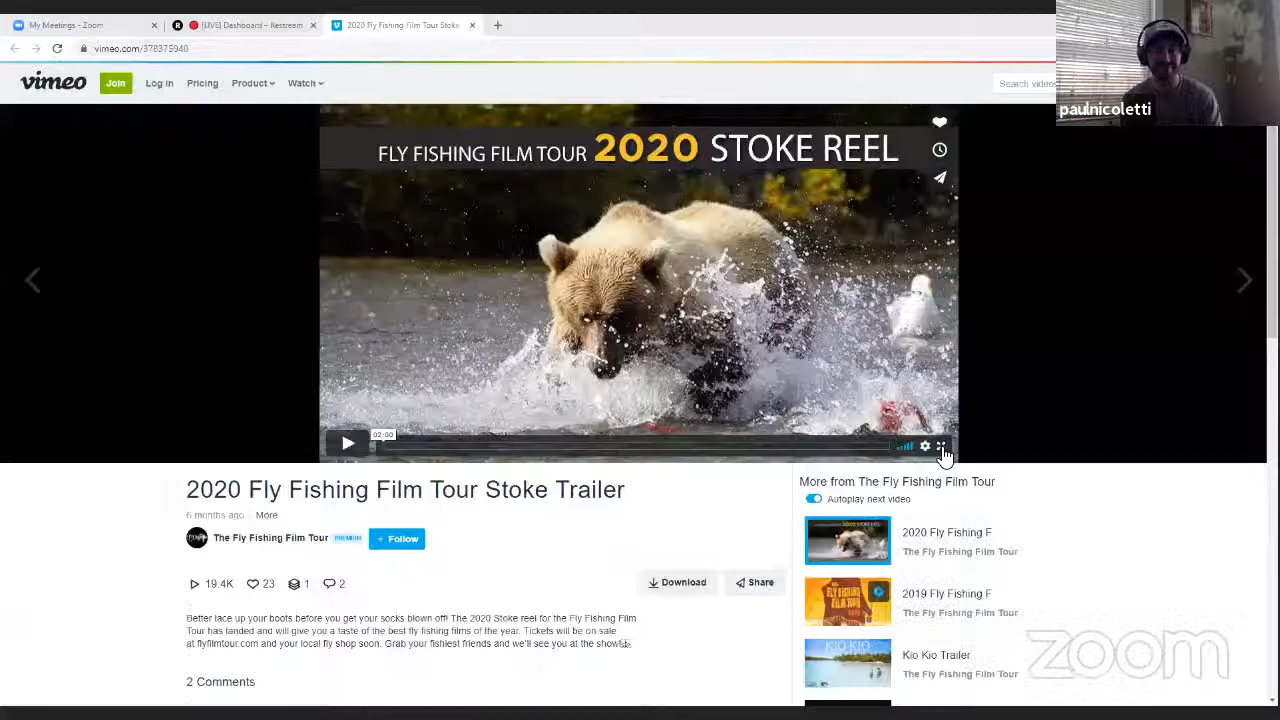 My Meetings - Zoom
[LIVE] Dashboard – Restream
2020 Fly Fishing Film Tour Stoke
vimeo.com/378375940
vimeo
Join
Log in
Pricing
Product
Watch
Search videos
paulnicoletti
FLY FISHING FILM TOUR 2020 STOKE REEL
02:00
2020 Fly Fishing Film Tour Stoke Trailer
6 months ago
More
The Fly Fishing Film Tour
PREMIUM
+ Follow
19.4K
23
1
2
Download
Share
Better lace up your boots before you get your socks blown off! The 2020 Stoke reel for the Fly Fishing Film
Tour has landed and will give you a taste of the best fly fishing films of the year. Tickets will be on sale
at flyfilmtour.com and your local fly shop soon. Grab your fishiest friends and we'll see you at the show!
2 Comments
More from The Fly Fishing Film Tour
Autoplay next video
2020 Fly Fishing F
The Fly Fishing Film Tour
FLY FISHING
FILM TOUR
2019 Fly Fishing F
The Fly Fishing Film Tour
KIO KIO
Kio Kio Trailer
The Fly Fishing Film Tour
zoom